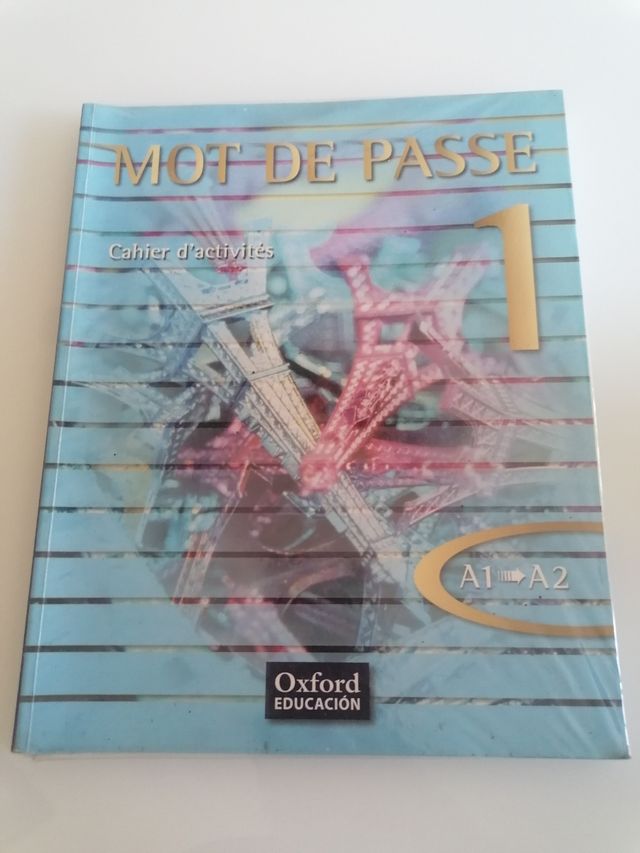 MOT DE PASSE
1
Cahier d'activités
A1 ➡ A2
Oxford
EDUCACIÓN